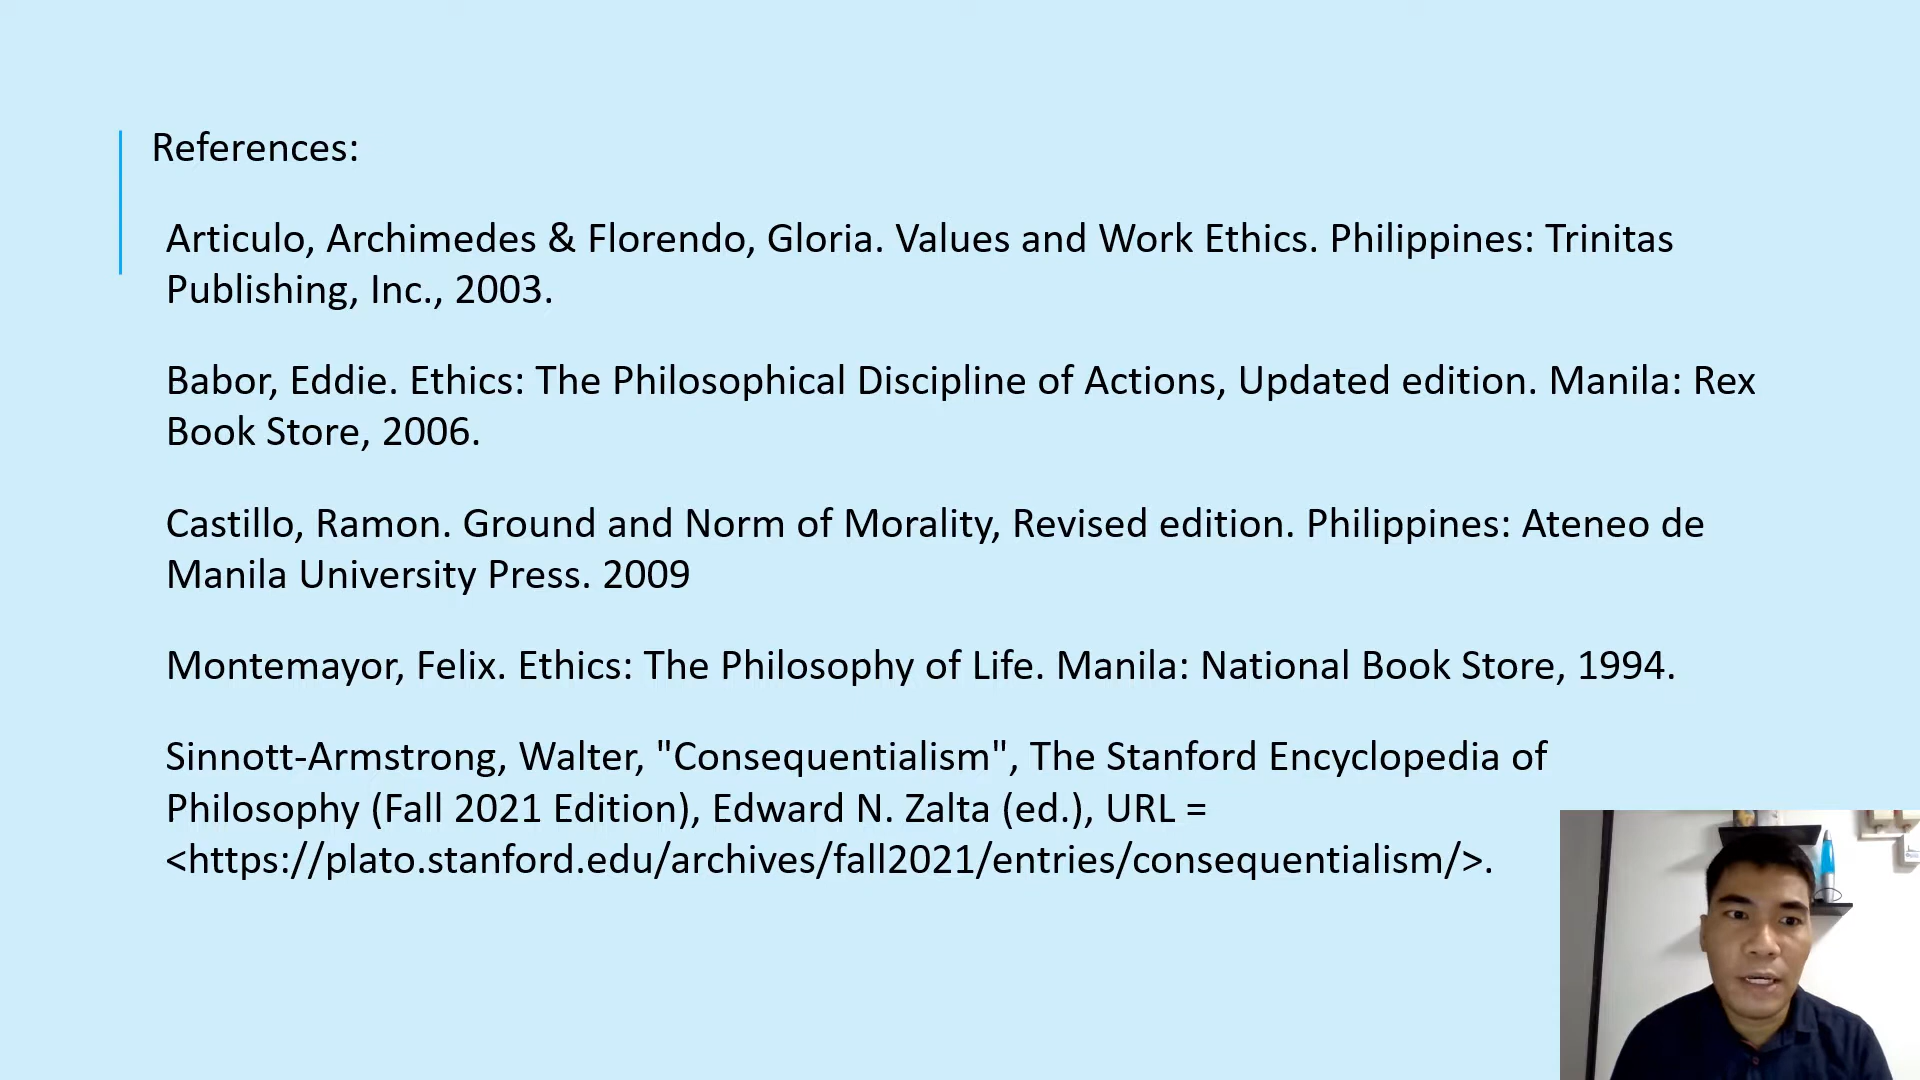 References:
Articulo, Archimedes & Florendo, Gloria. Values and Work Ethics. Philippines: Trinitas
Publishing, Inc., 2003.
Babor, Eddie. Ethics: The Philosophical Discipline of Actions, Updated edition. Manila: Rex
Book Store, 2006.
Castillo, Ramon. Ground and Norm of Morality, Revised edition. Philippines: Ateneo de
Manila University Press. 2009
Montemayor, Felix. Ethics: The Philosophy of Life. Manila: National Book Store, 1994.
Sinnott-Armstrong, Walter, "Consequentialism", The Stanford Encyclopedia of
Philosophy (Fall 2021 Edition), Edward N. Zalta (ed.), URL =
<https://plato.stanford.edu/archives/fall2021/entries/consequentialism/>.